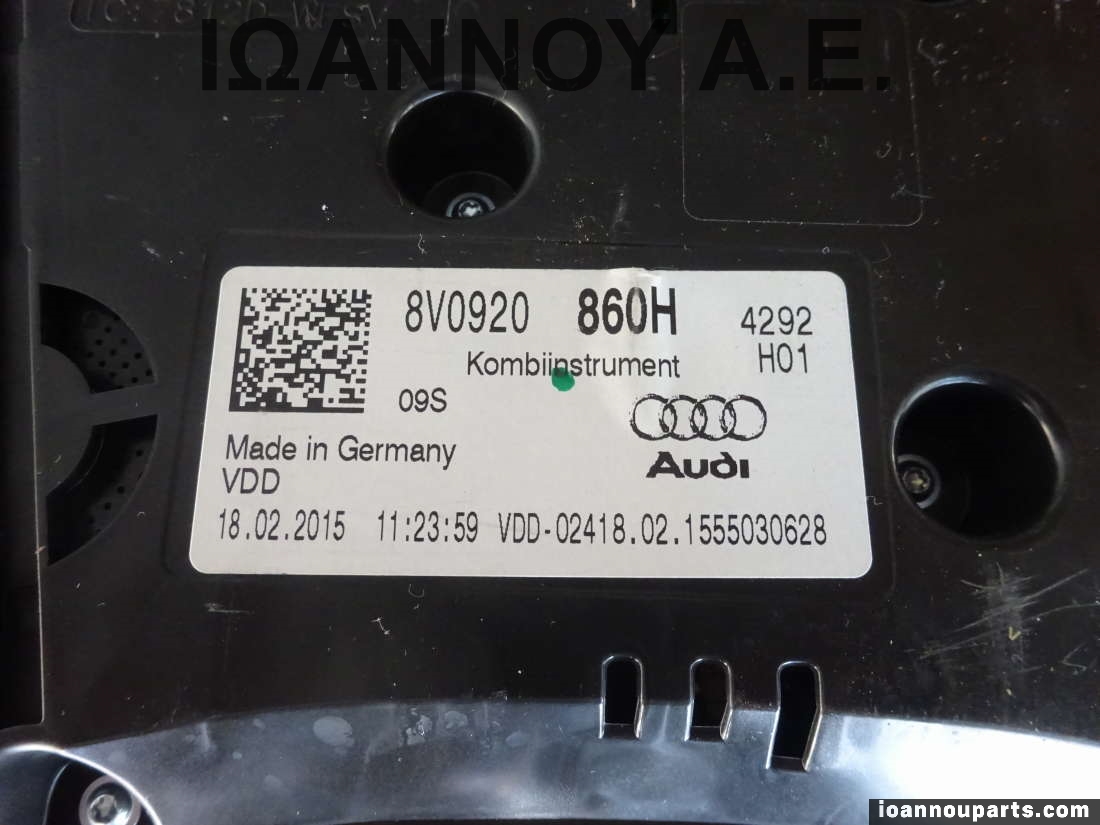 ΙΩΑΝΝΟΥ Α.Ε.
8V0920 860H 4292
Kombiinstrument H01
09S
Audi
Made in Germany
VDD
18.02.2015 11:23:59 VDD-02418.02.1555030628
ioannouparts.com